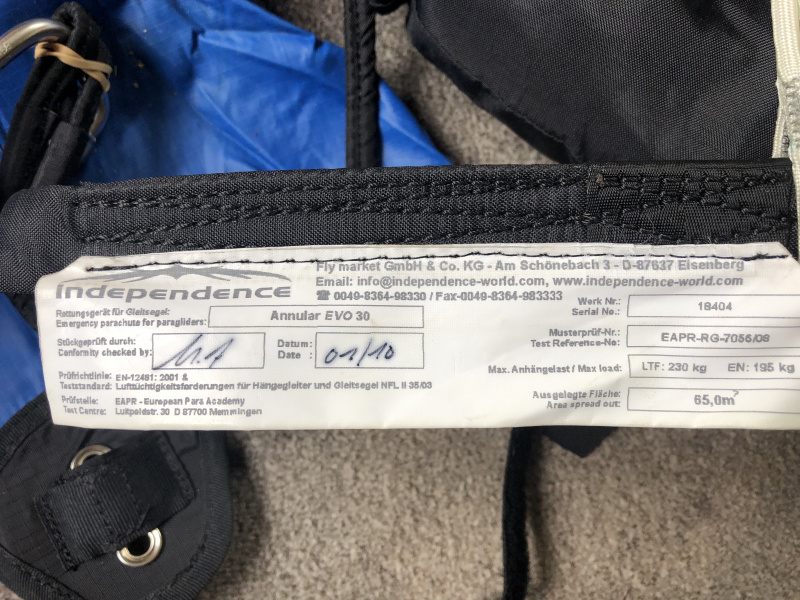 Fly market GmbH & Co. KG - Am Schönebach 3 - D-87637 Eisenberg
Email: info@independence-world.com, www.independence-world.com
☎ 0049-8364-98330 / Fax-0049-8364-983333
Independence
Rettungsgerät für Gleitsegel:
Emergency parachute for paragliders:
Annular EVO 30
Werk Nr.:
Serial No.:
18404
Stückgeprüft durch:
Conformity checked by:
Datum:
Date :
01/10
Musterprüf-Nr.:
Test Reference-No:
EAPR-RG-7056/08
Max. Anhängelast / Max load:
LTF: 230 kg EN: 195 kg
Prüfrichtlinie: EN-12491: 2001 &
Teststandard: Lufttüchtigkeitsforderungen für Hängegleiter und Gleitsegel NFL II 35/03
Prüfstelle: EAPR - European Para Academy
Test Centre: Luitpoldstr. 30 D 87700 Memmingen
Ausgelegte Fläche:
Area spread out:
65,0m²